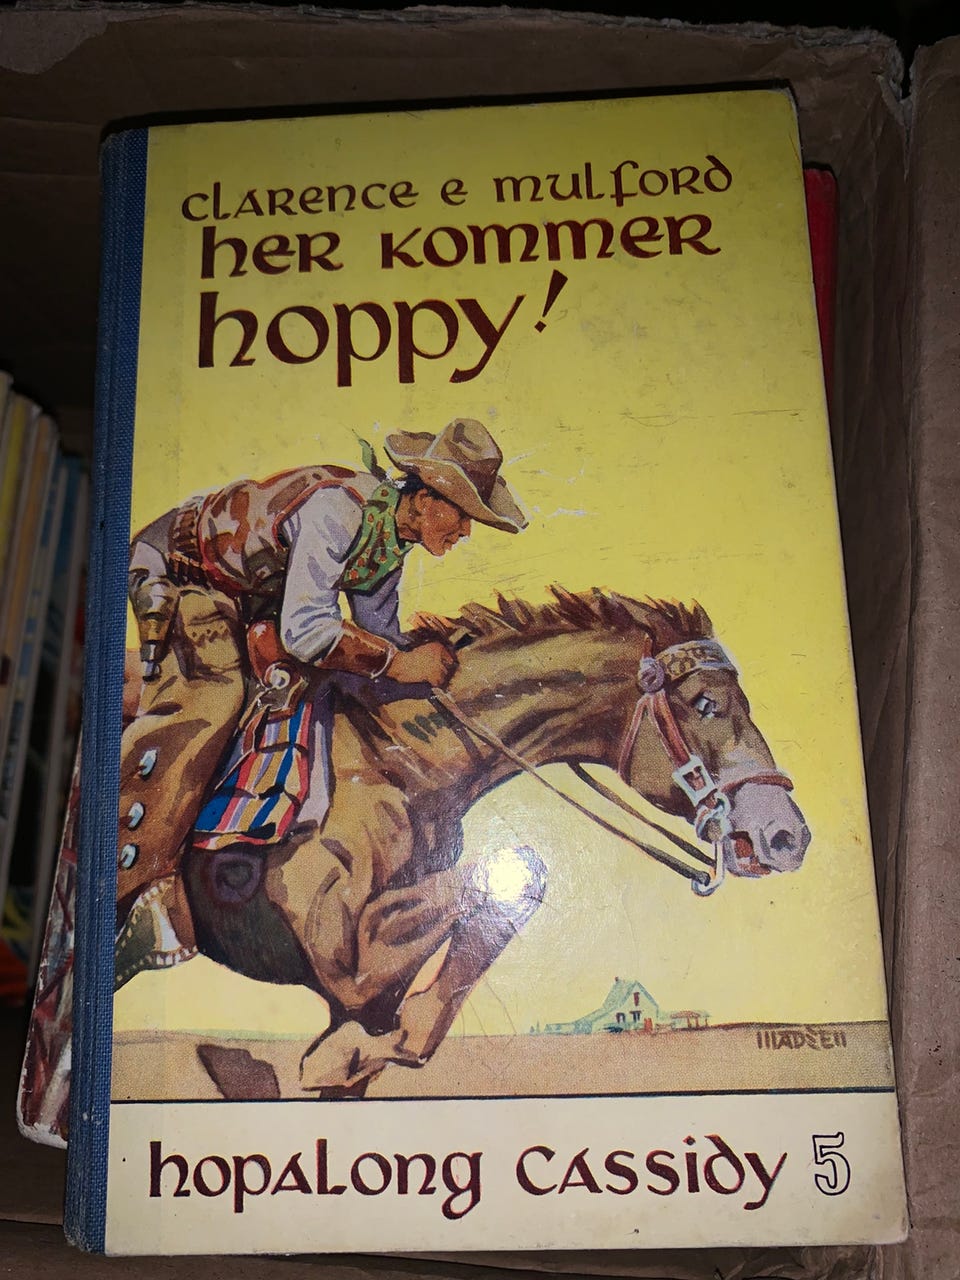 clarence e mulford
her kommer
hoppy!
MADSEN
hopalong cassidy 5